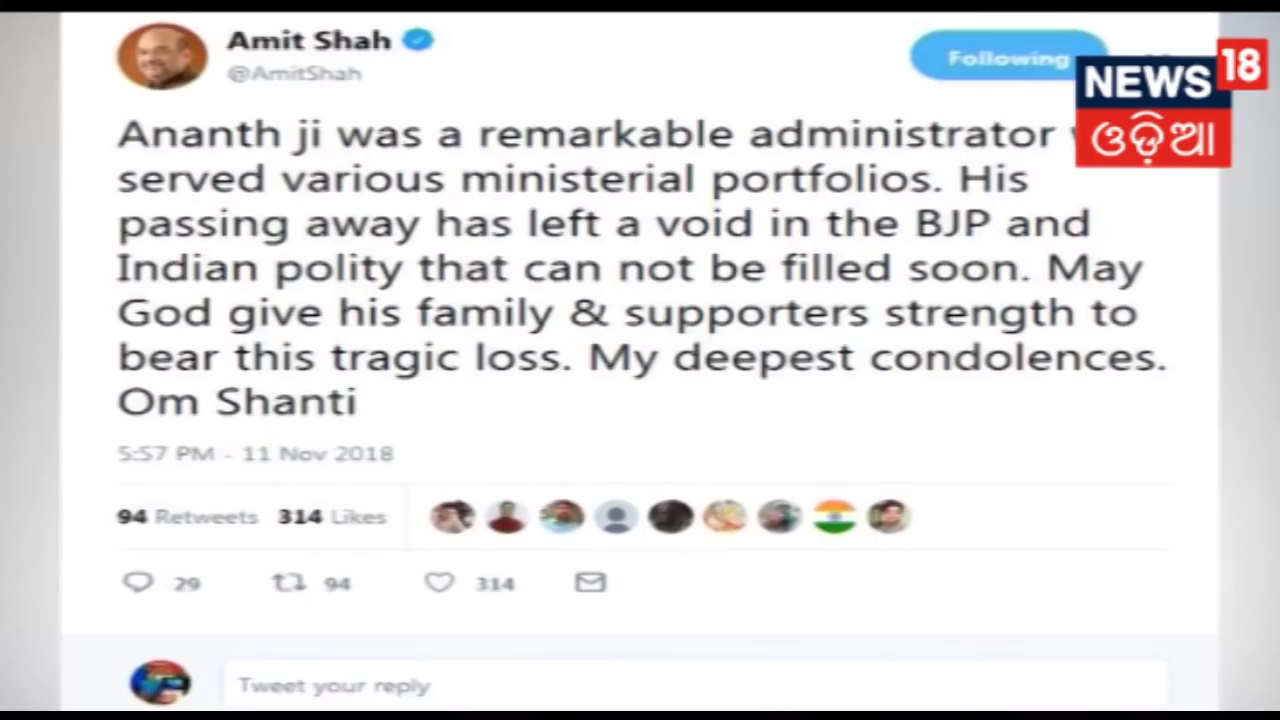 Amit Shah
@AmitShah
Following
NEWS 18
ଓଡ଼ିଆ
Ananth ji was a remarkable administrator
served various ministerial portfolios. His
passing away has left a void in the BJP and
Indian polity that can not be filled soon. May
God give his family & supporters strength to
bear this tragic loss. My deepest condolences.
Om Shanti
5:57 PM - 11 Nov 2018
94 Retweets 314 Likes
29 94 314
Tweet your reply